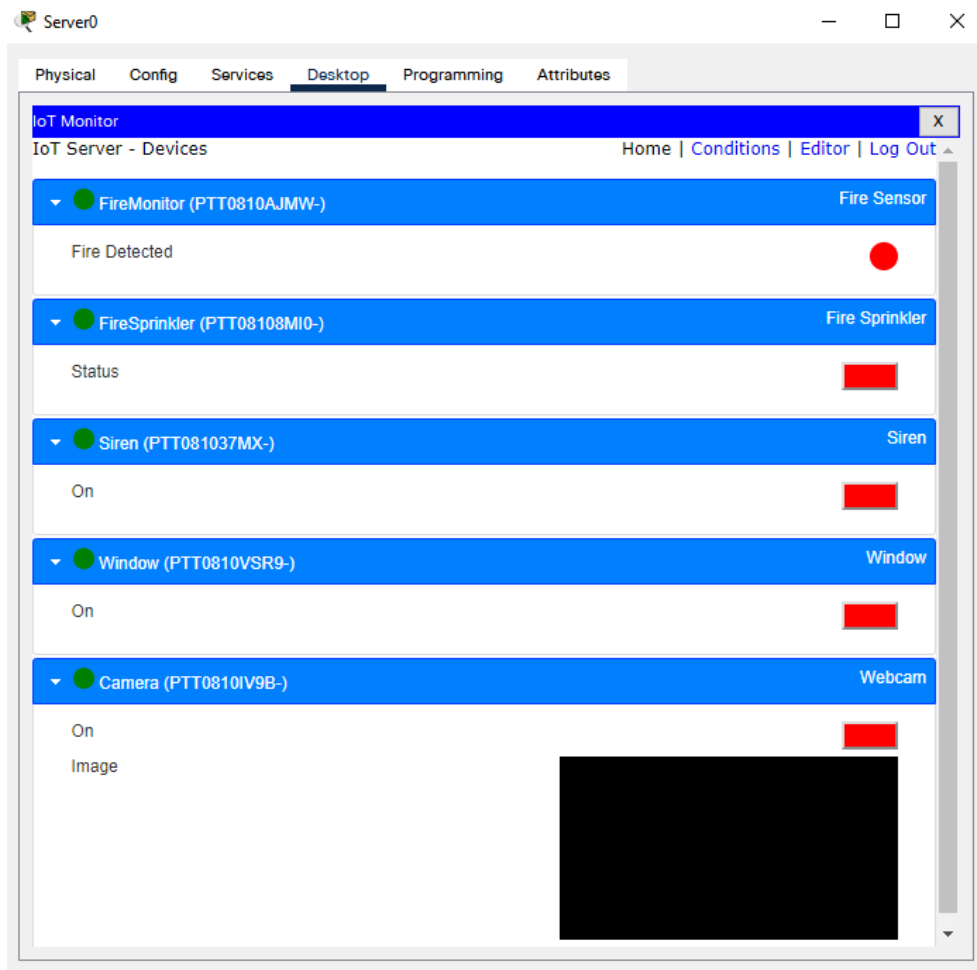 Server0
Physical Config Services Desktop Programming Attributes
IoT Monitor X
IoT Server - Devices Home | Conditions | Editor | Log Out
FireMonitor (PTT0810AJMW-) Fire Sensor
Fire Detected
FireSprinkler (PTT08108MI0-) Fire Sprinkler
Status
Siren (PTT081037MX-) Siren
On
Window (PTT0810VSR9-) Window
On
Camera (PTT0810IV9B-) Webcam
On
Image